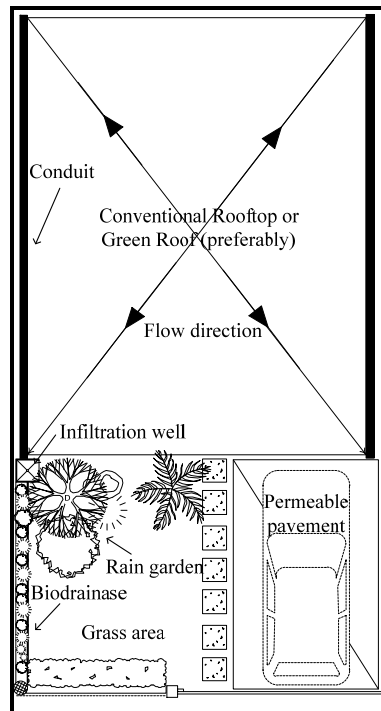 Conduit
Conventional Rooftop or
Green Roof (preferably)
Flow direction
Infiltration well
Permeable
pavement
Rain garden
Biodrainase
Grass area